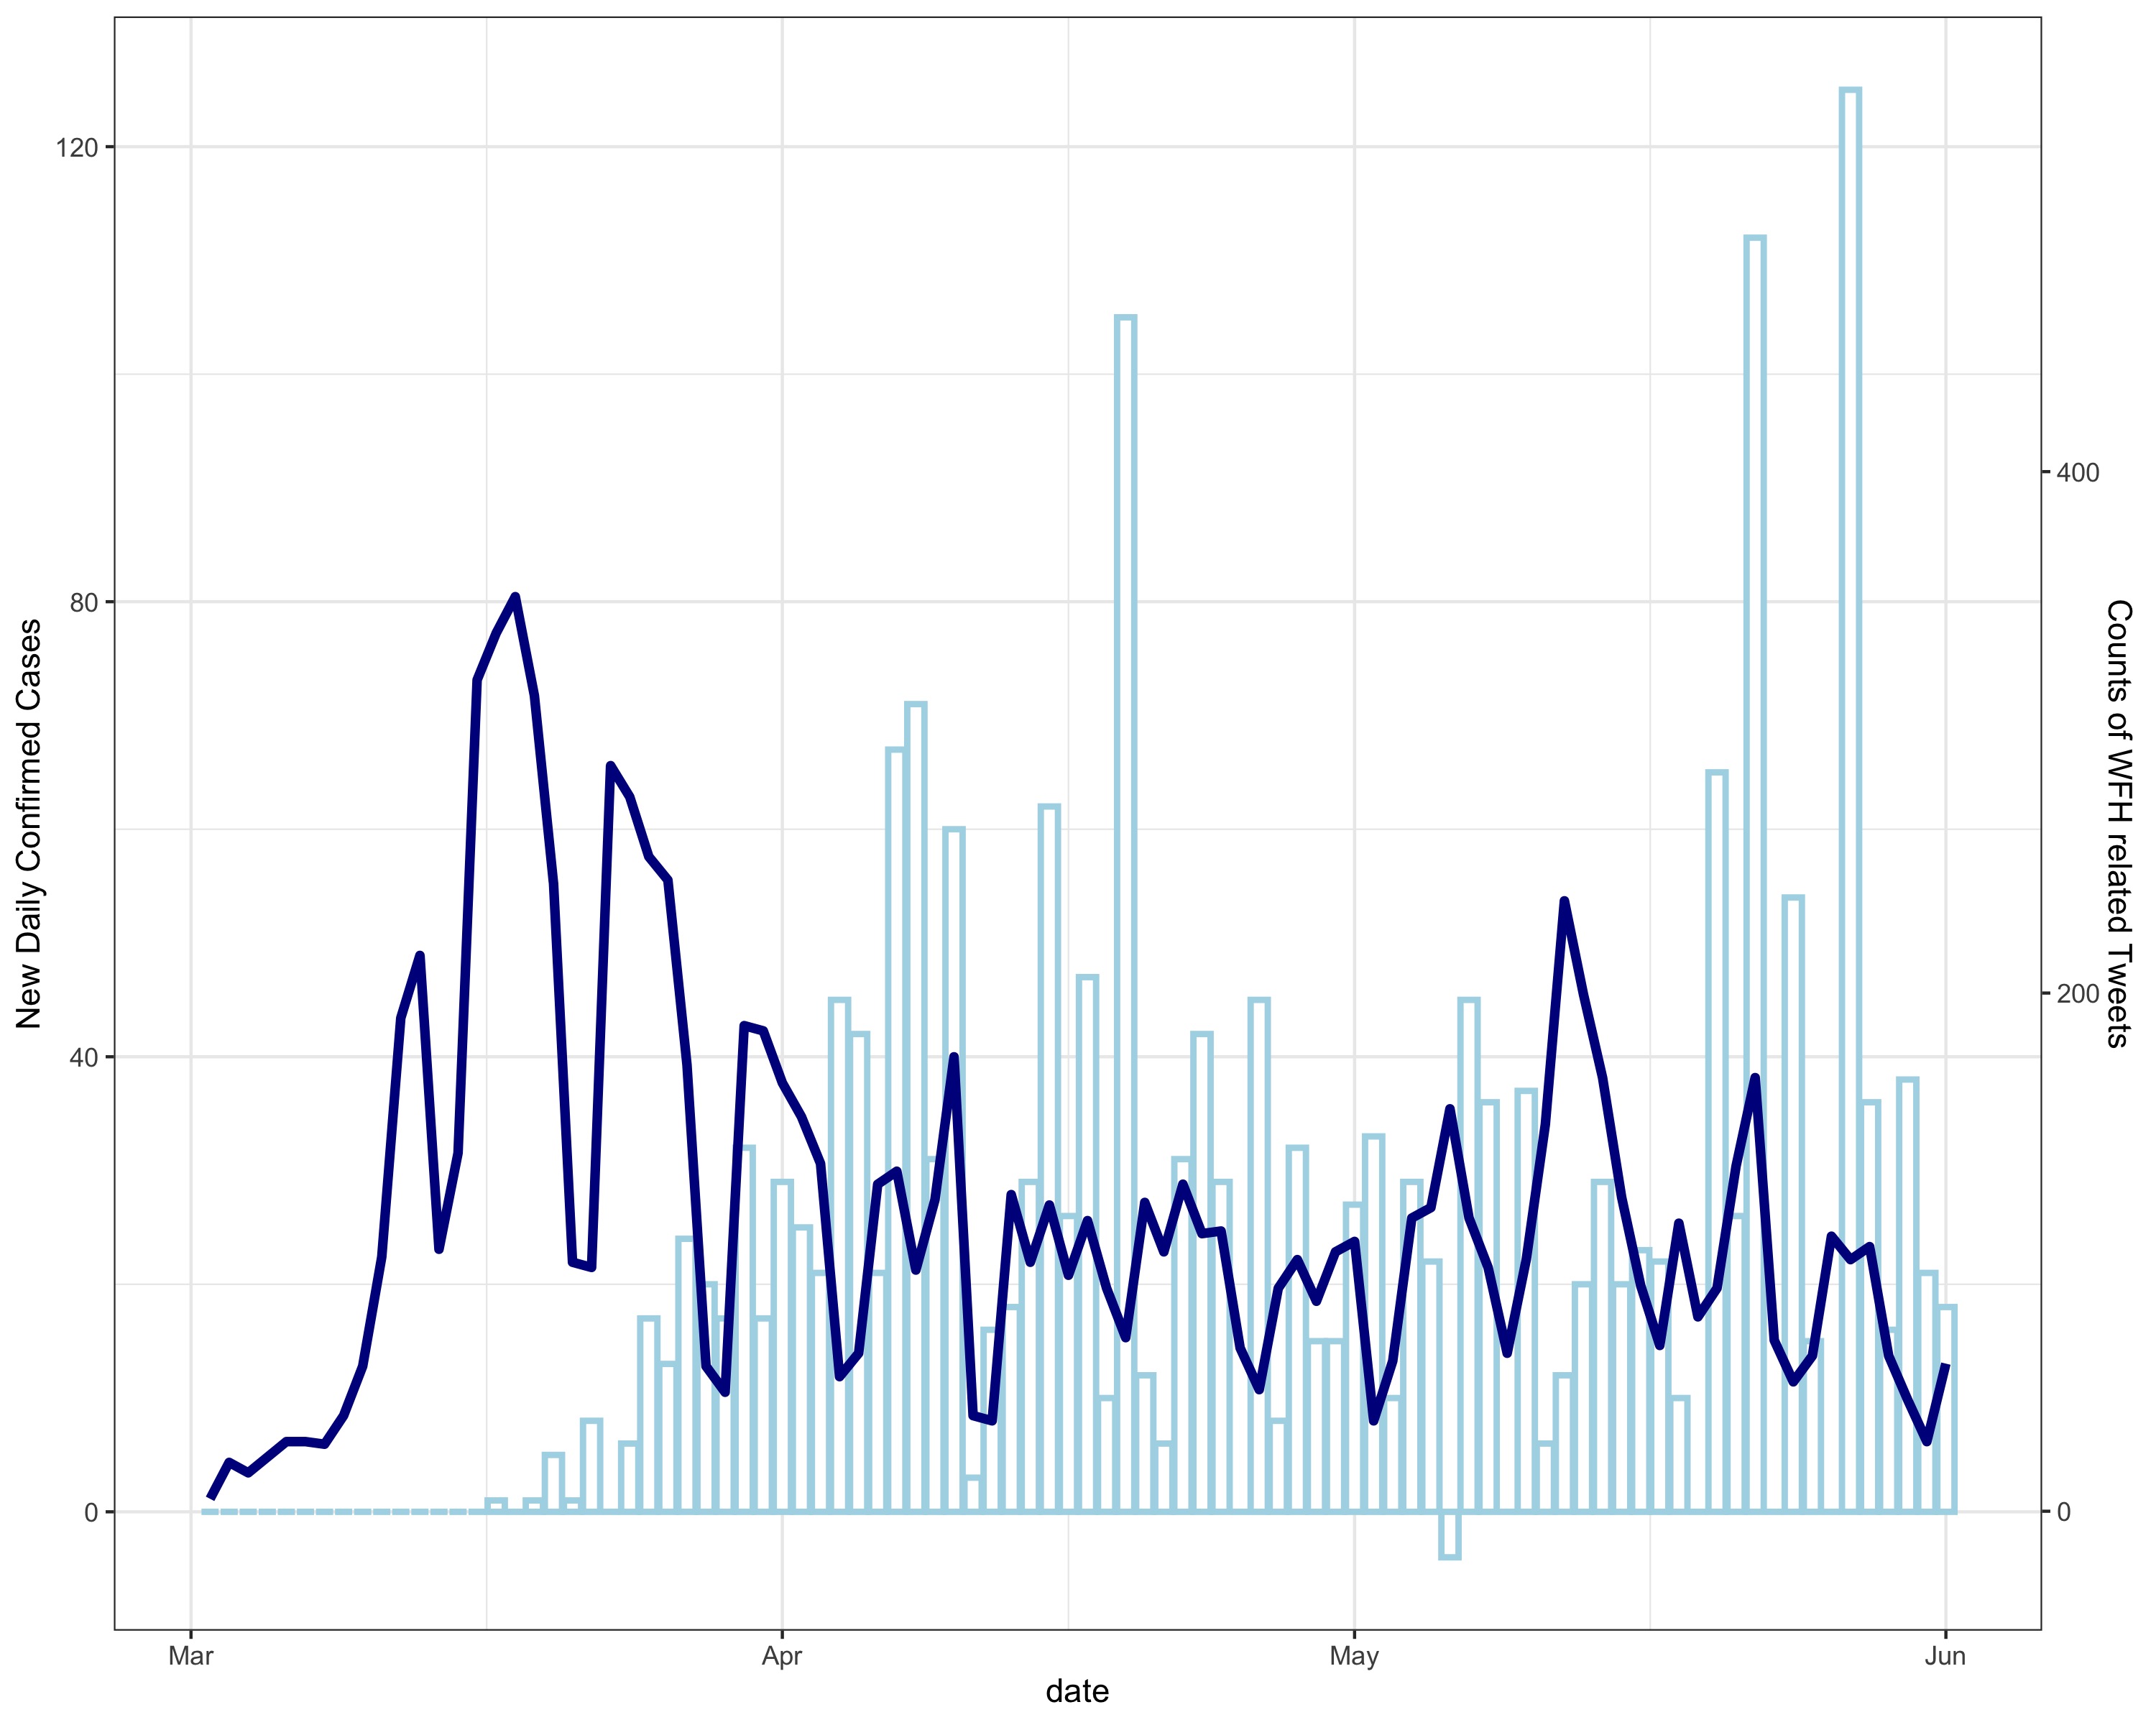 New Daily Confirmed Cases
120
80
40
0
400
200
0
Counts of WFH related Tweets
Mar
Apr
May
Jun
date